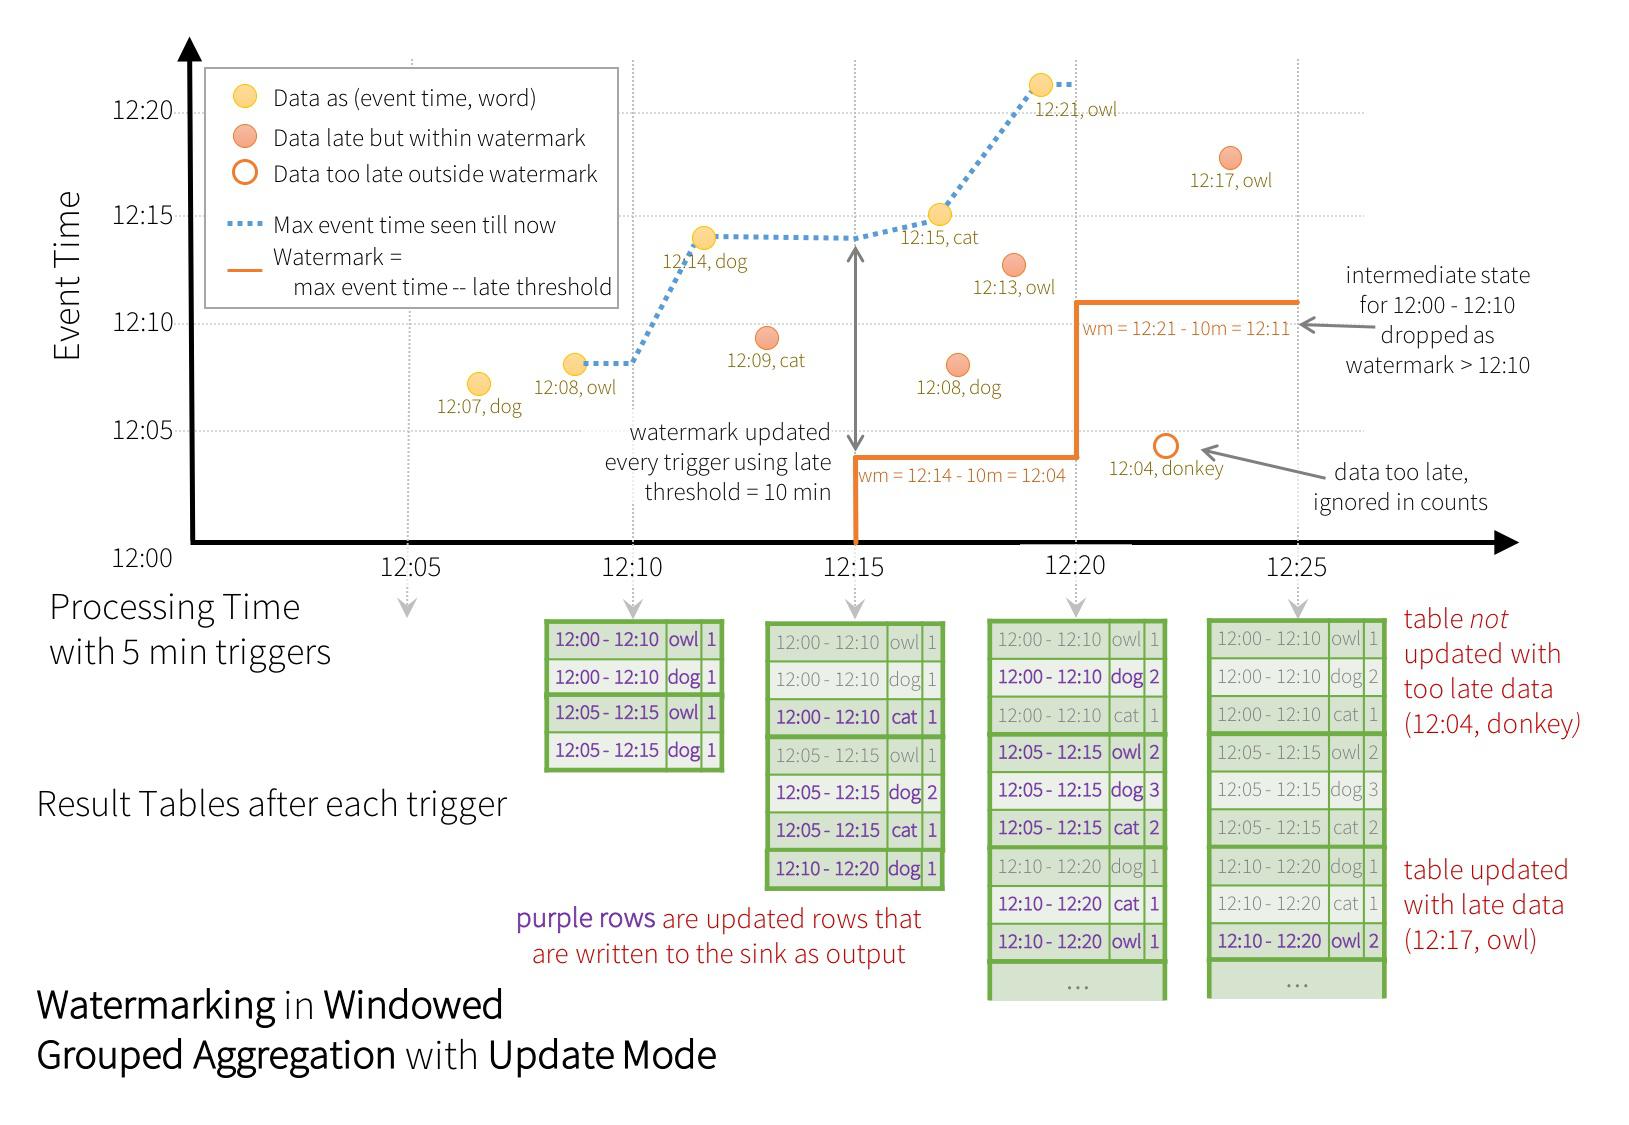 Data as (event time, word)
Data late but within watermark
Data too late outside watermark
Max event time seen till now
Watermark =
max event time -- late threshold
Event Time
12:20
12:15
12:10
12:05
12:00
12:07, dog
12:08, owl
12:14, dog
12:09, cat
12:15, cat
12:13, owl
12:08, dog
12:21, owl
12:17, owl
12:04, donkey
watermark updated
every trigger using late
threshold = 10 min
wm = 12:14 - 10m = 12:04
wm = 12:21 - 10m = 12:11
intermediate state
for 12:00 - 12:10
dropped as
watermark > 12:10
data too late,
ignored in counts
12:05
12:10
12:15
12:20
12:25
Processing Time
with 5 min triggers
Result Tables after each trigger
12:00 - 12:10 owl 1
12:00 - 12:10 dog 1
12:05 - 12:15 owl 1
12:05 - 12:15 dog 1
12:00 - 12:10 owl 1
12:00 - 12:10 dog 1
12:00 - 12:10 cat 1
12:05 - 12:15 owl 1
12:05 - 12:15 dog 2
12:05 - 12:15 cat 1
12:10 - 12:20 dog 1
12:00 - 12:10 owl 1
12:00 - 12:10 dog 2
12:00 - 12:10 cat 1
12:05 - 12:15 owl 2
12:05 - 12:15 dog 3
12:05 - 12:15 cat 2
12:10 - 12:20 dog 1
12:10 - 12:20 cat 1
12:10 - 12:20 owl 1
...
12:00 - 12:10 owl 1
12:00 - 12:10 dog 2
12:00 - 12:10 cat 1
12:05 - 12:15 owl 2
12:05 - 12:15 dog 3
12:05 - 12:15 cat 2
12:10 - 12:20 dog 1
12:10 - 12:20 cat 1
12:10 - 12:20 owl 2
...
table not
updated with
too late data
(12:04, donkey)
table updated
with late data
(12:17, owl)
purple rows are updated rows that
are written to the sink as output
Watermarking in Windowed
Grouped Aggregation with Update Mode